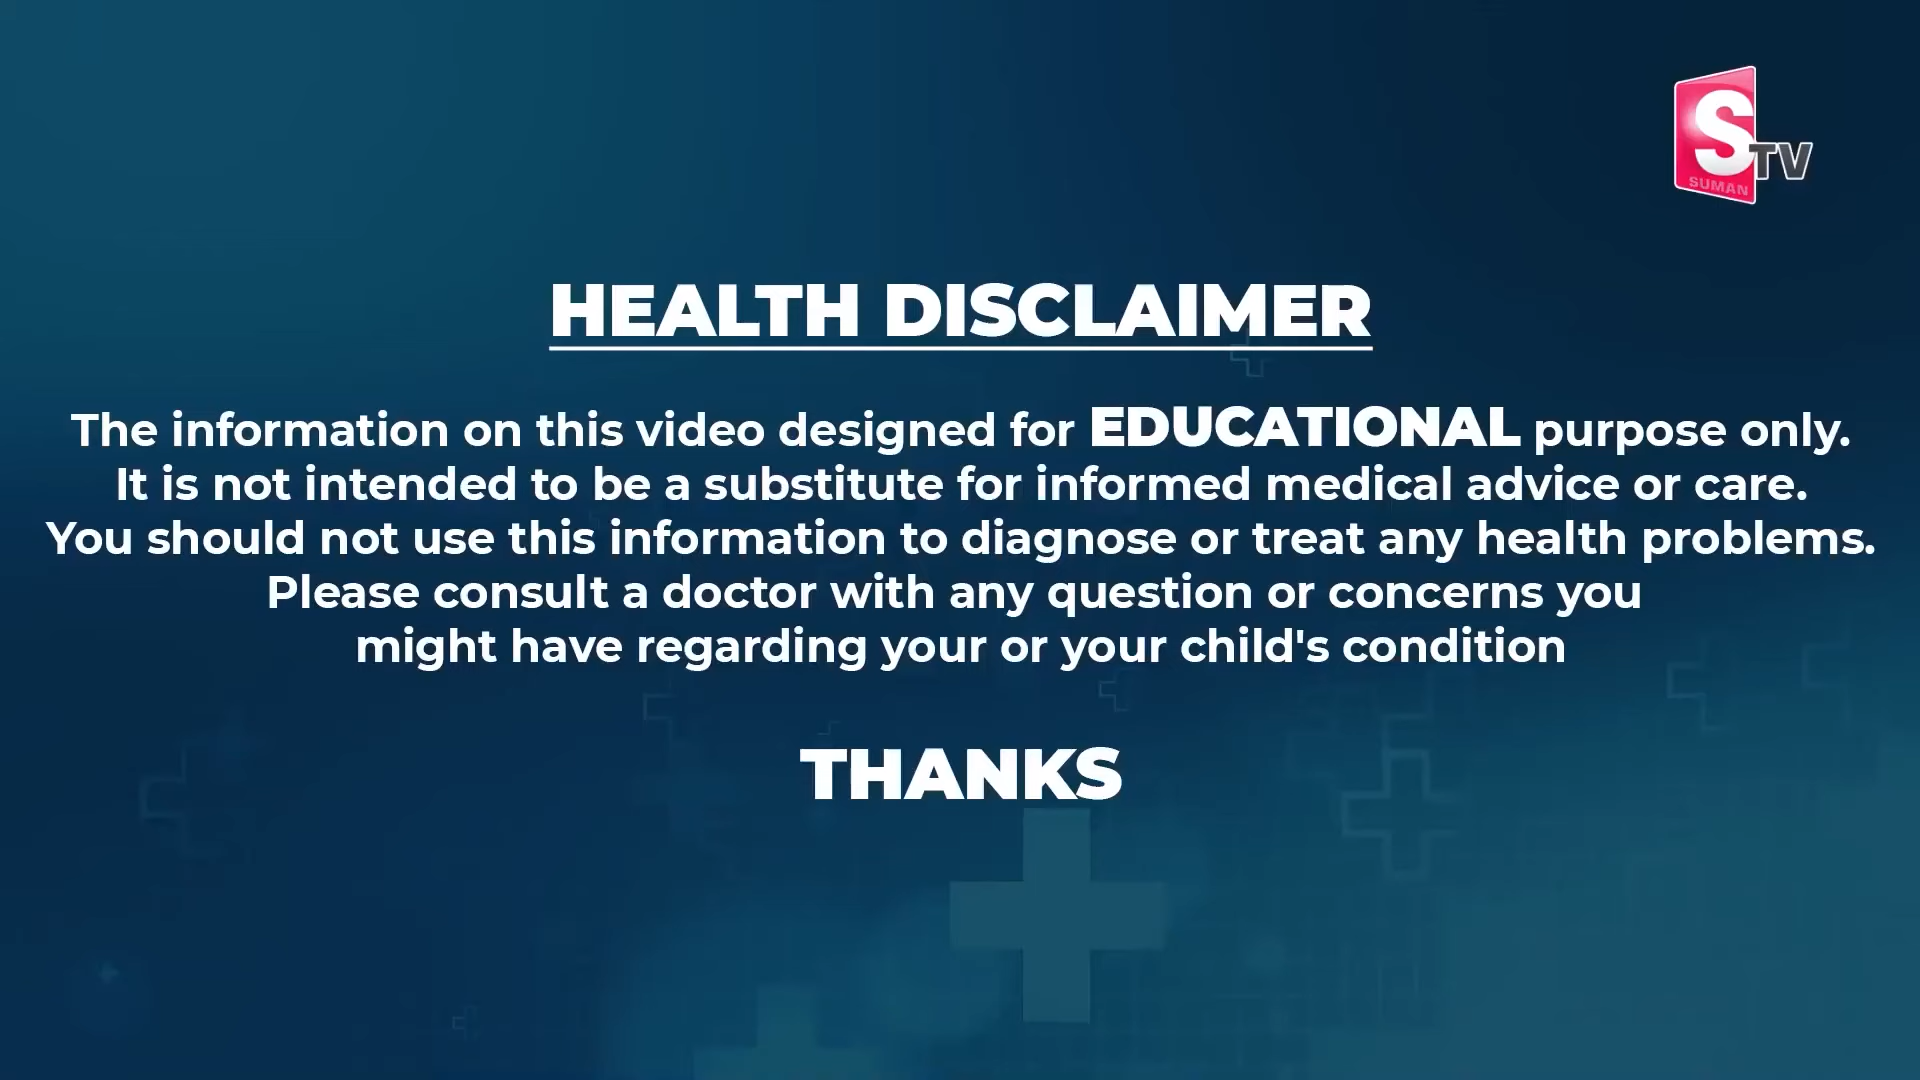 S
TV
SUMAN
HEALTH DISCLAIMER
The information on this video designed for EDUCATIONAL purpose only.
It is not intended to be a substitute for informed medical advice or care.
You should not use this information to diagnose or treat any health problems.
Please consult a doctor with any question or concerns you
might have regarding your or your child's condition
THANKS